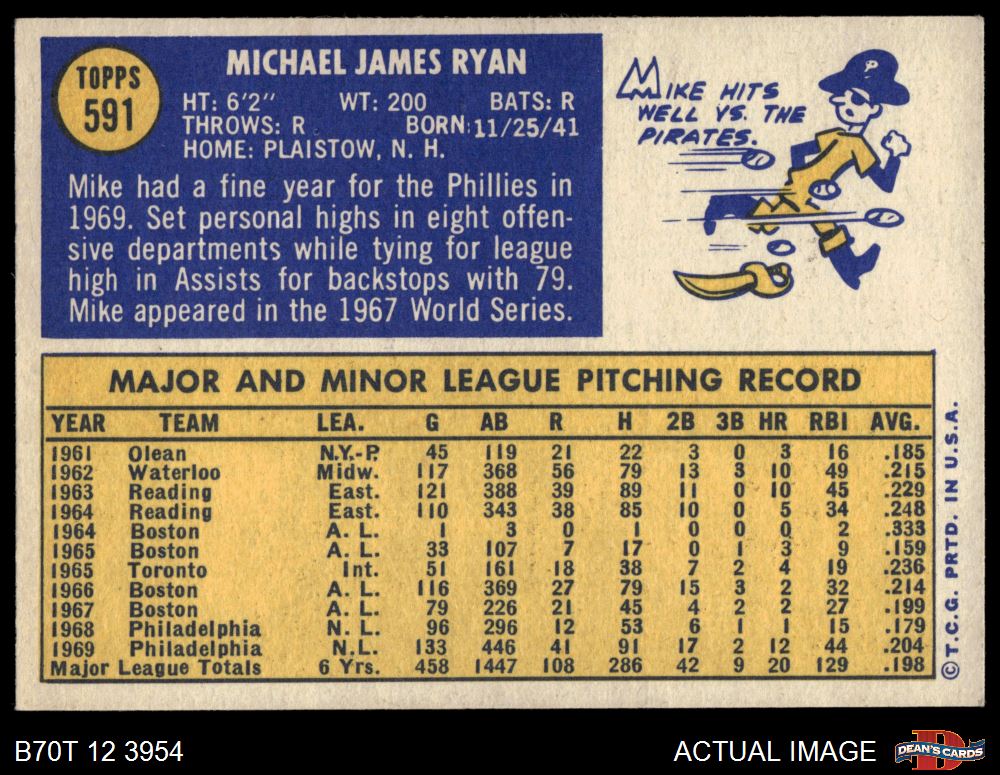 TOPPS
591
MICHAEL JAMES RYAN
HT: 6'2" WT: 200 BATS: R
THROWS: R BORN: 11/25/41
HOME: PLAISTOW, N. H.
Mike had a fine year for the Phillies in
1969. Set personal highs in eight offen-
sive departments while tying for league
high in Assists for backstops with 79.
Mike appeared in the 1967 World Series.
MIKE HITS
WELL VS. THE
PIRATES.
P
MAJOR AND MINOR LEAGUE PITCHING RECORD
YEAR TEAM LEA. G AB R H 2B 3B HR RBI AVG.
1961 Olean N.Y.-P. 45 119 21 22 3 0 3 16 .185
1962 Waterloo Midw. 117 368 56 79 13 3 10 49 .215
1963 Reading East. 121 388 39 89 11 0 10 45 .229
1964 Reading East. 110 343 38 85 10 0 5 34 .248
1964 Boston A. L. 1 3 0 1 0 0 0 2 .333
1965 Boston A. L. 33 107 7 17 0 1 3 9 .159
1965 Toronto Int. 51 161 18 38 7 2 4 19 .236
1966 Boston A. L. 116 369 27 79 15 3 2 32 .214
1967 Boston A. L. 79 226 21 45 4 2 2 27 .199
1968 Philadelphia N. L. 96 296 12 53 6 1 1 15 .179
1969 Philadelphia N.L. 133 446 41 91 17 2 12 44 .204
Major League Totals 6 Yrs. 458 1447 108 286 42 9 20 129 .198
© T.C.G. PRTD. IN U.S.A.
B70T 12 3954
ACTUAL IMAGE
DEAN'S CARDS